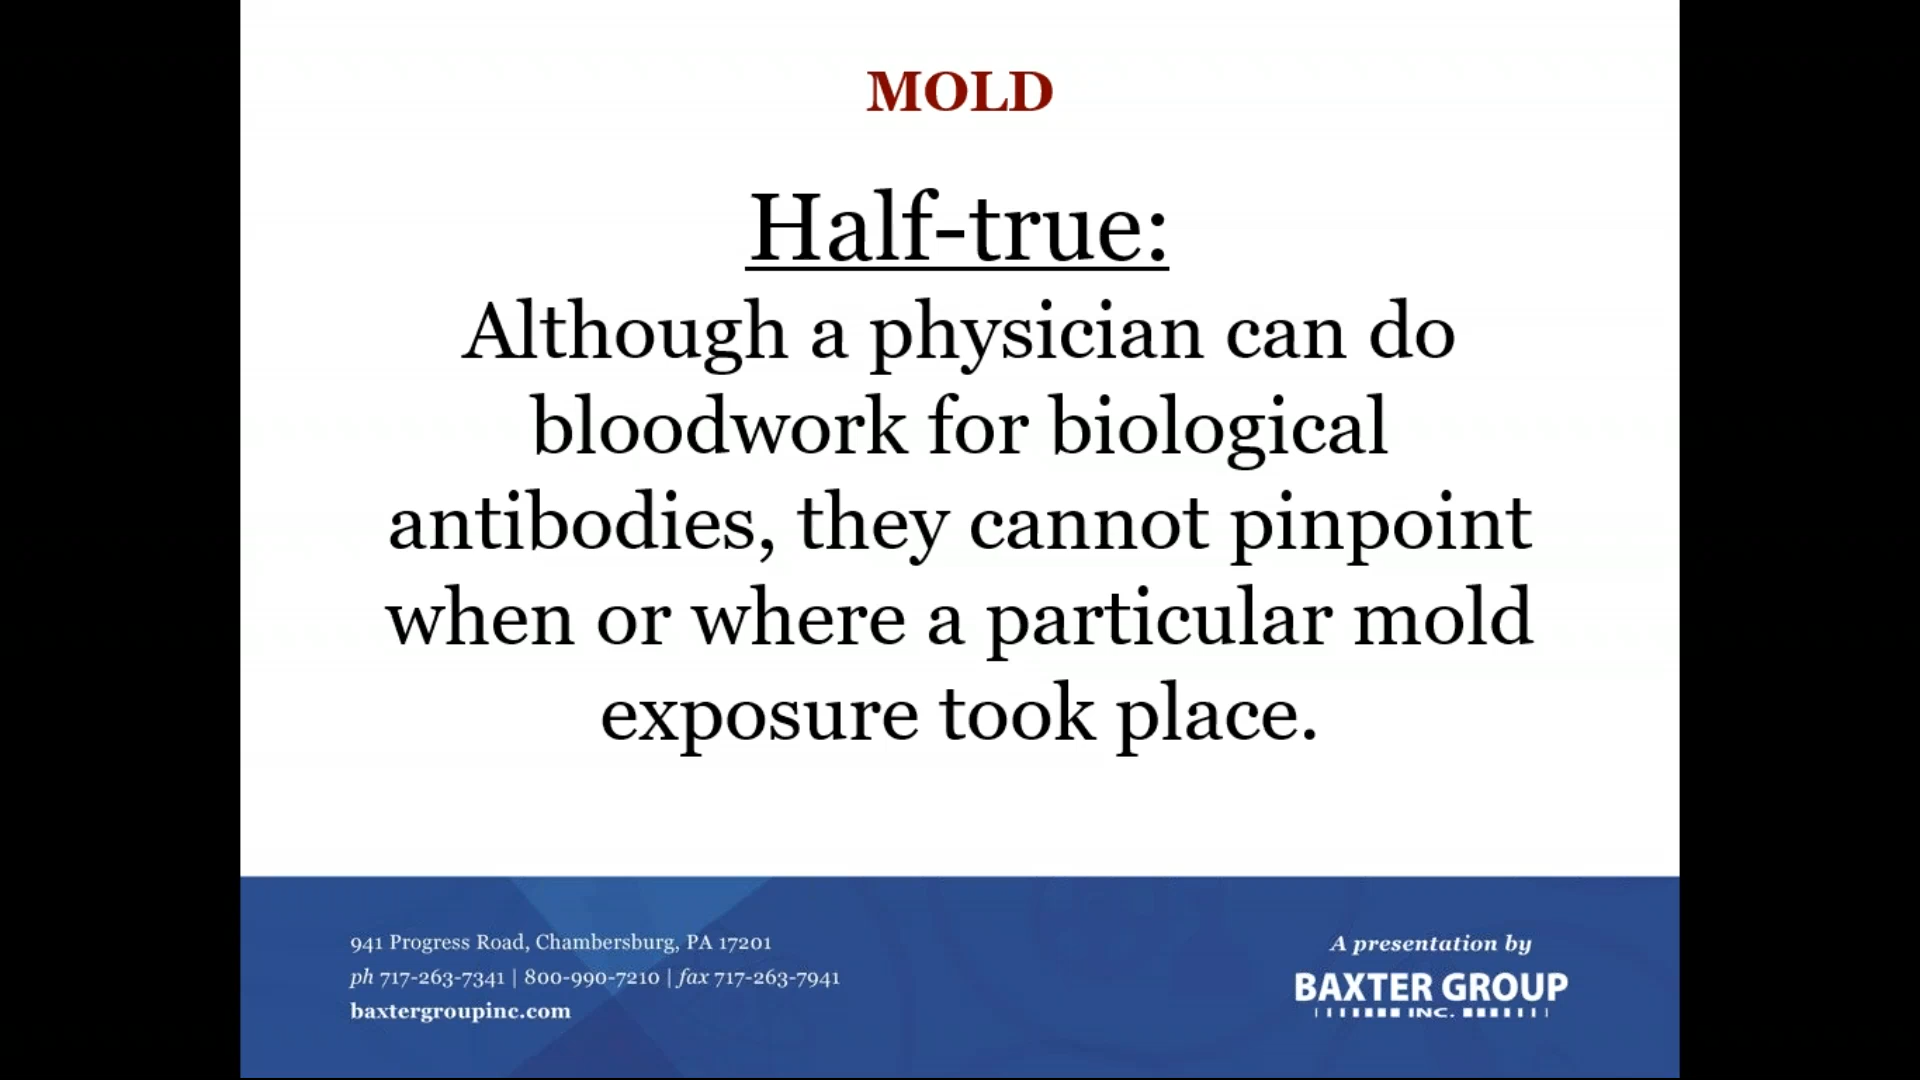 MOLD
Half-true:
Although a physician can do
bloodwork for biological
antibodies, they cannot pinpoint
when or where a particular mold
exposure took place.
941 Progress Road, Chambersburg, PA 17201
ph 717-263-7341 | 800-990-7210 | fax 717-263-7941
baxtergroupinc.com
A presentation by
BAXTER GROUP
INC.